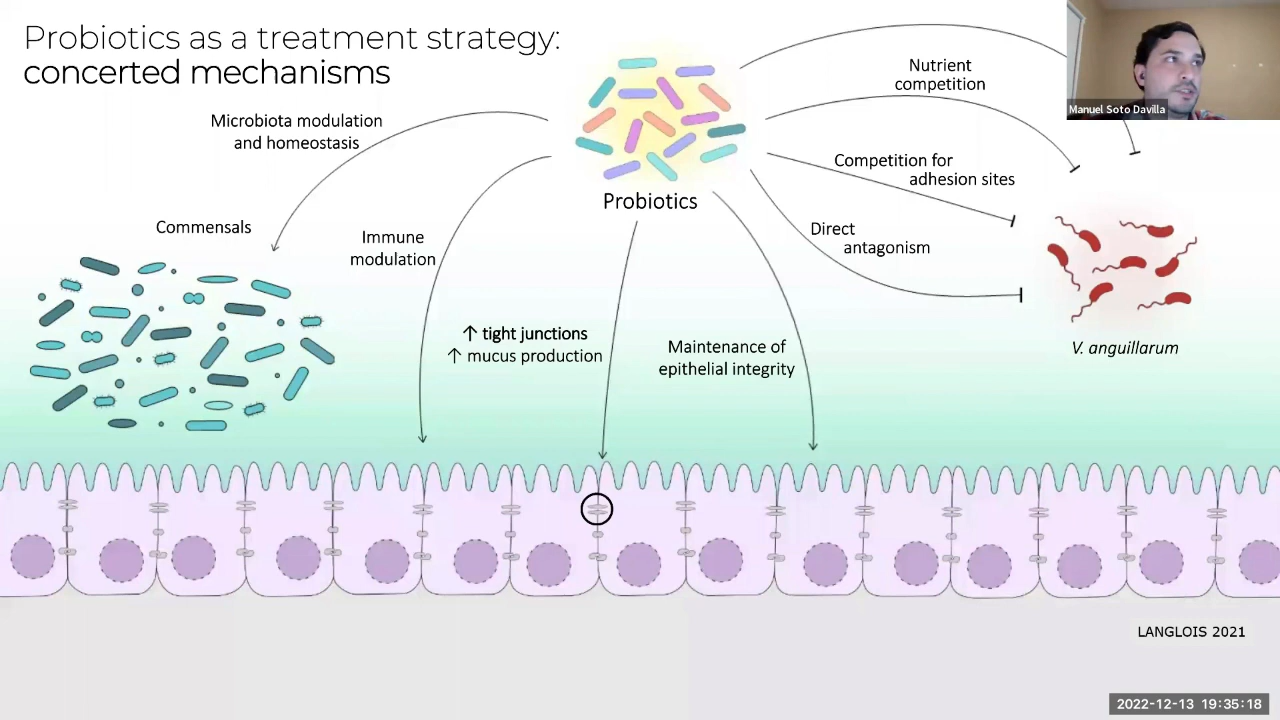 Probiotics as a treatment strategy:
concerted mechanisms
Manuel Soto Davilla
Microbiota modulation
and homeostasis
Nutrient
competition
Competition for
adhesion sites
Probiotics
Direct
antagonism
Commensals
Immune
modulation
↑ tight junctions
↑ mucus production
Maintenance of
epithelial integrity
V. anguillarum
LANGLOIS 2021
2022-12-13 19:35:18